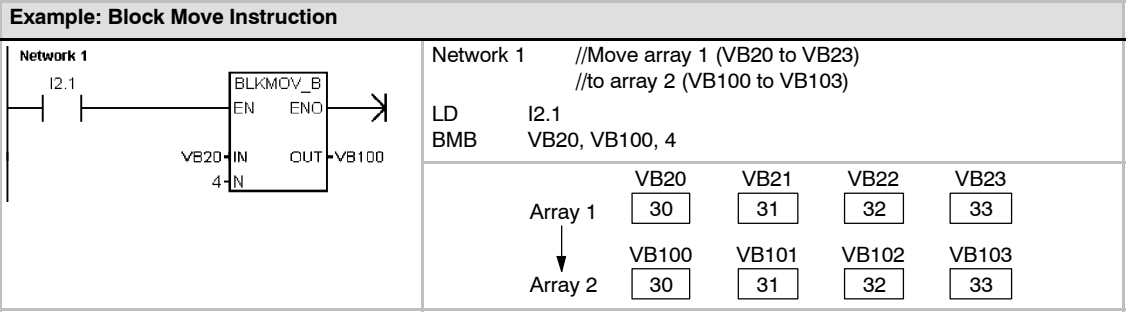 Example: Block Move Instruction
Network 1
I2.1
BLKMOV_B
EN ENO
VB20 IN OUT VB100
4 N
Network 1 //Move array 1 (VB20 to VB23)
//to array 2 (VB100 to VB103)
LD I2.1
BMB VB20, VB100, 4
VB20 VB21 VB22 VB23
Array 1 30 31 32 33
VB100 VB101 VB102 VB103
Array 2 30 31 32 33